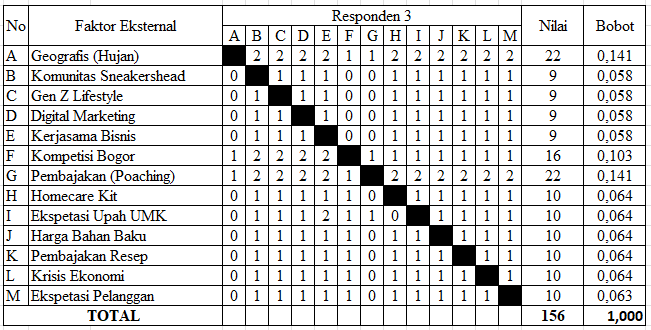 No Faktor Eksternal Responden 3 Nilai Bobot
A B C D E F G H I J K L M
A Geografis (Hujan) 2 2 2 2 1 1 2 2 2 2 2 2 22 0,141
B Komunitas Sneakershead 0 1 1 1 0 0 1 1 1 1 1 1 9 0,058
C Gen Z Lifestyle 0 1 1 1 0 0 1 1 1 1 1 1 9 0,058
D Digital Marketing 0 1 1 1 0 0 1 1 1 1 1 1 9 0,058
E Kerjasama Bisnis 0 1 1 1 0 0 1 1 1 1 1 1 9 0,058
F Kompetisi Bogor 1 2 2 2 2 1 1 1 1 1 1 1 16 0,103
G Pembajakan (Poaching) 1 2 2 2 2 1 2 2 2 2 2 2 22 0,141
H Homecare Kit 0 1 1 1 1 1 0 1 1 1 1 1 10 0,064
I Ekspetasi Upah UMK 0 1 1 1 2 1 1 0 1 1 1 1 10 0,064
J Harga Bahan Baku 0 1 1 1 1 1 0 1 1 1 1 1 10 0,064
K Pembajakan Resep 0 1 1 1 1 1 0 1 1 1 1 1 10 0,064
L Krisis Ekonomi 0 1 1 1 1 1 0 1 1 1 1 1 10 0,064
M Ekspetasi Pelanggan 0 1 1 1 1 1 0 1 1 1 1 1 10 0,063
TOTAL 156 1,000